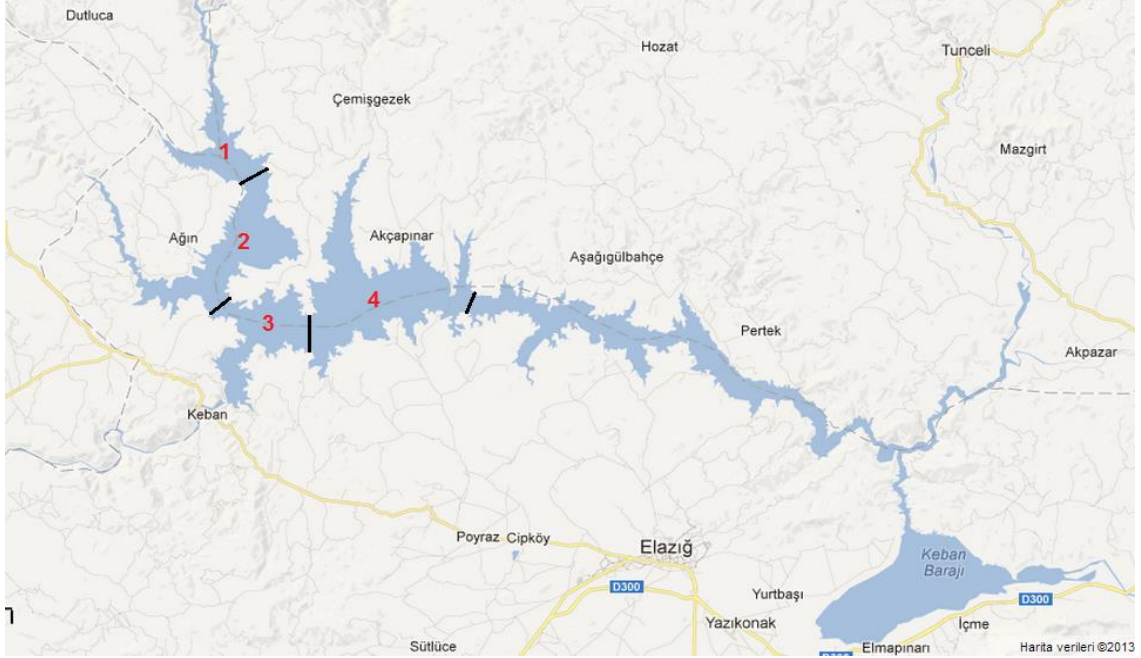 Dutluca
Hozat
Tunceli
Çemişgezek
Mazgirt
1
Ağın
2
Akçapınar
Aşağıgülbahçe
4
3
Pertek
Akpazar
Keban
Poyraz
Cipköy
Elazığ
Keban
Barajı
D300
D300
Yurtbaşı
Yazıkonak
İçme
Sütlüce
Elmapınarı
Harita verileri ©2013